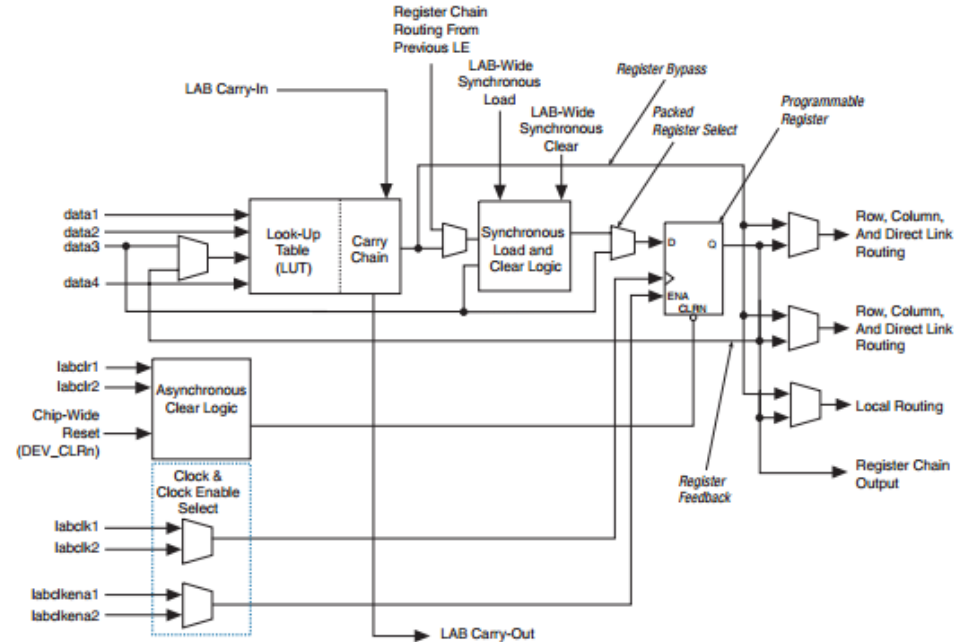 Register Chain
Routing From
Previous LE
LAB-Wide
Synchronous
Load
Register Bypass
LAB Carry-In
LAB-Wide
Synchronous
Clear
Packed
Register Select
Programmable
Register
data1
data2
data3
data4
Look-Up
Table
(LUT)
Carry
Chain
Synchronous
Load and
Clear Logic
D
Q
ENA
CLRN
Row, Column,
And Direct Link
Routing
Row, Column,
And Direct Link
Routing
labclr1
labclr2
Chip-Wide
Reset
(DEV_CLRn)
Asynchronous
Clear Logic
Local Routing
Clock &
Clock Enable
Select
Register
Feedback
Register Chain
Output
labclk1
labclk2
labclkena1
labclkena2
LAB Carry-Out